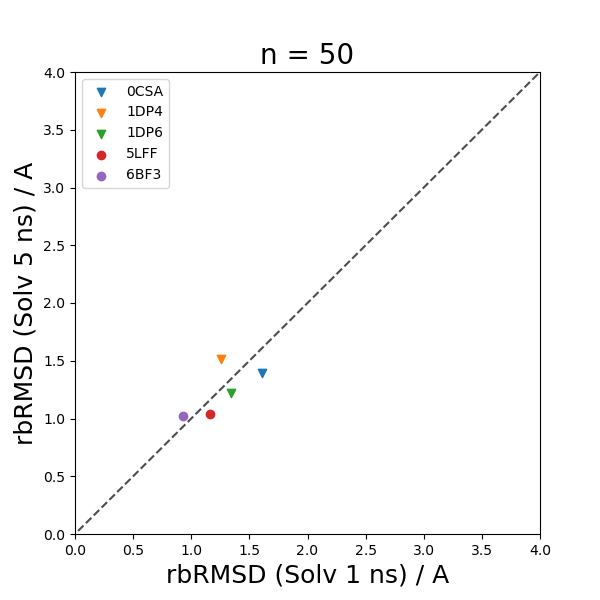 n = 50
0CSA
1DP4
1DP6
5LFF
6BF3
rbRMSD (Solv 5 ns) / A
4.0
3.5
3.0
2.5
2.0
1.5
1.0
0.5
0.0
0.0 0.5 1.0 1.5 2.0 2.5 3.0 3.5 4.0
rbRMSD (Solv 1 ns) / A